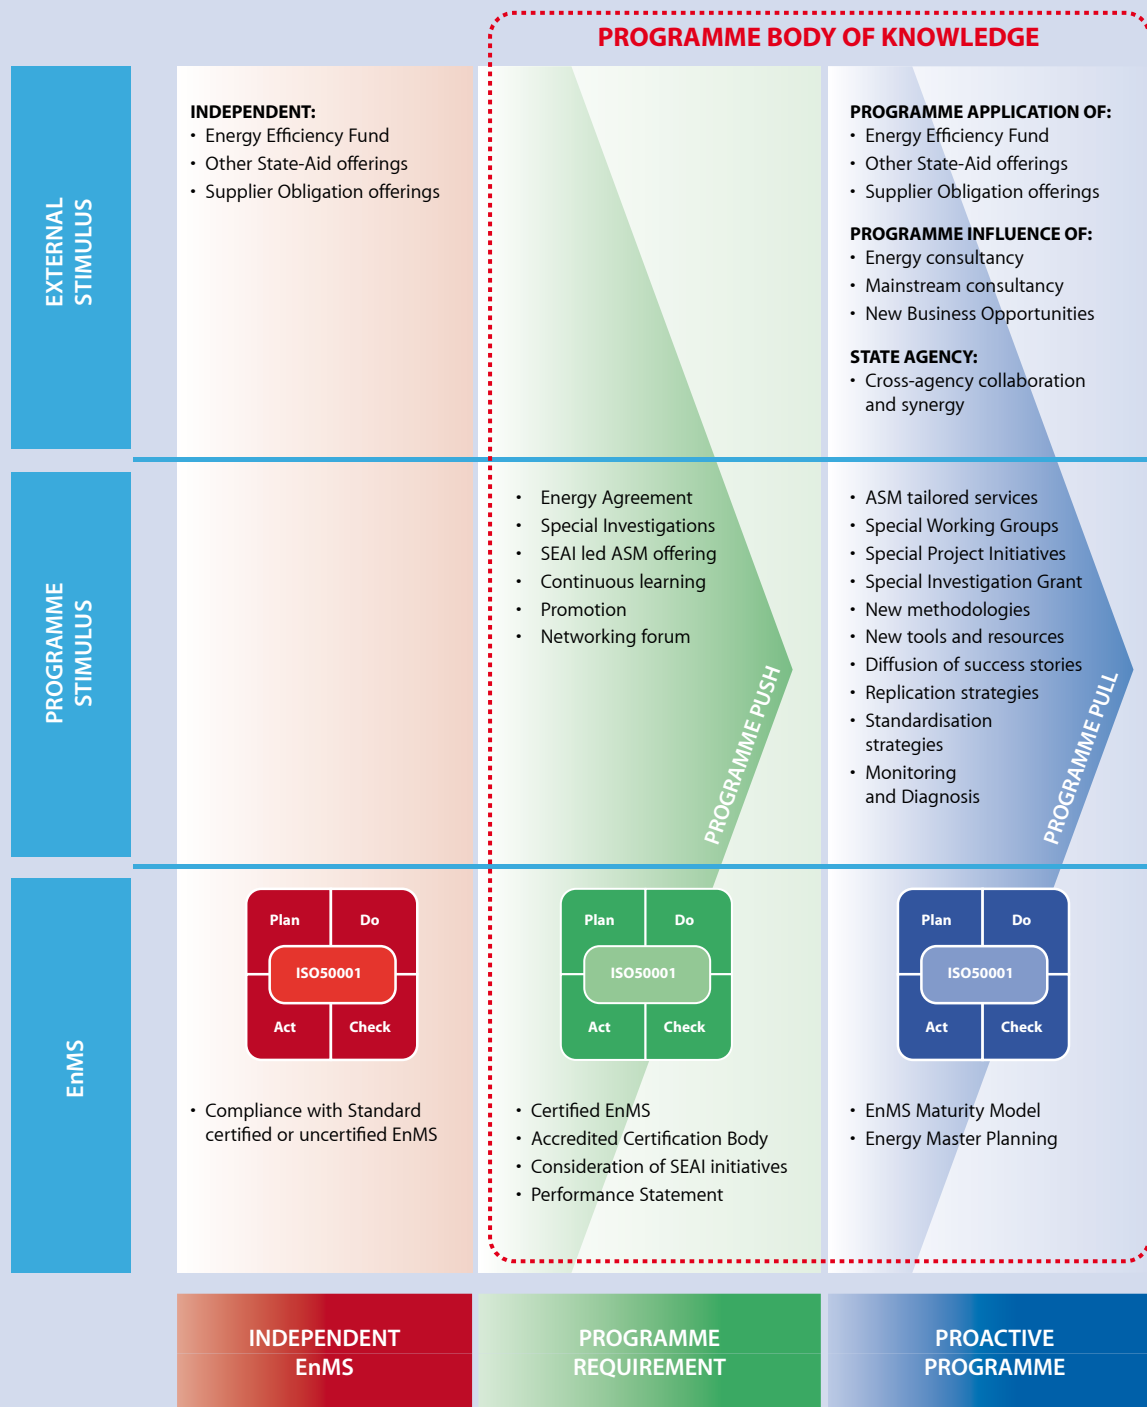 PROGRAMME BODY OF KNOWLEDGE
EXTERNAL
STIMULUS
INDEPENDENT:
• Energy Efficiency Fund
• Other State-Aid offerings
• Supplier Obligation offerings
PROGRAMME APPLICATION OF:
• Energy Efficiency Fund
• Other State-Aid offerings
• Supplier Obligation offerings
PROGRAMME INFLUENCE OF:
• Energy consultancy
• Mainstream consultancy
• New Business Opportunities
STATE AGENCY:
• Cross-agency collaboration
and synergy
PROGRAMME
STIMULUS
• Energy Agreement
• Special Investigations
• SEAI led ASM offering
• Continuous learning
• Promotion
• Networking forum
PROGRAMME PUSH
• ASM tailored services
• Special Working Groups
• Special Project Initiatives
• Special Investigation Grant
• New methodologies
• New tools and resources
• Diffusion of success stories
• Replication strategies
• Standardisation
strategies
• Monitoring
and Diagnosis
PROGRAMME PULL
EnMS
Plan
Do
ISO50001
Act
Check
• Compliance with Standard
certified or uncertified EnMS
Plan
Do
ISO50001
Act
Check
• Certified EnMS
• Accredited Certification Body
• Consideration of SEAI initiatives
• Performance Statement
Plan
Do
ISO50001
Act
Check
• EnMS Maturity Model
• Energy Master Planning
INDEPENDENT
EnMS
PROGRAMME
REQUIREMENT
PROACTIVE
PROGRAMME